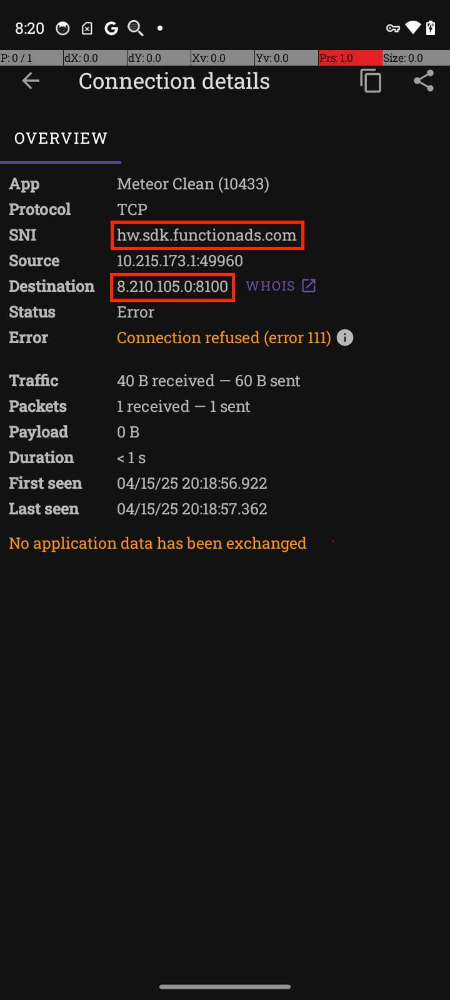 8:20
P: 0 / 1 dX: 0.0 dY: 0.0 Xv: 0.0 Yv: 0.0 Prs: 1.0 Size: 0.0
Connection details
OVERVIEW
App Meteor Clean (10433)
Protocol TCP
SNI hw.sdk.functionads.com
Source 10.215.173.1:49960
Destination 8.210.105.0:8100 WHOIS
Status Error
Error Connection refused (error 111)
Traffic 40 B received — 60 B sent
Packets 1 received — 1 sent
Payload 0 B
Duration < 1 s
First seen 04/15/25 20:18:56.922
Last seen 04/15/25 20:18:57.362
No application data has been exchanged